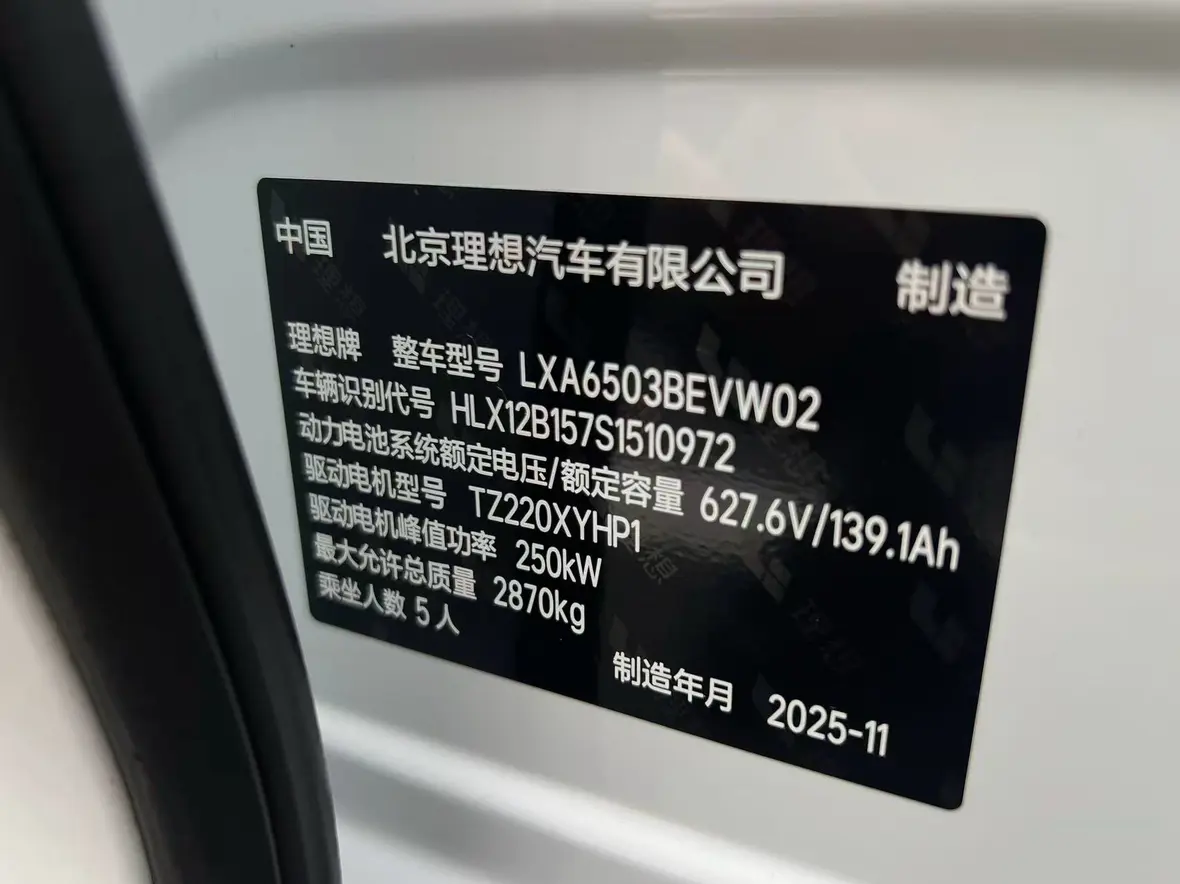 中国 北京理想汽车有限公司 制造
理想牌 整车型号 LXA6503BEVW02
车辆识别代号 HLX12B157S1510972
动力电池系统额定电压/额定容量 627.6V/139.1Ah
驱动电机型号 TZ220XYHP1
驱动电机峰值功率 250kW
最大允许总质量 2870kg
乘坐人数 5人
制造年月 2025-11